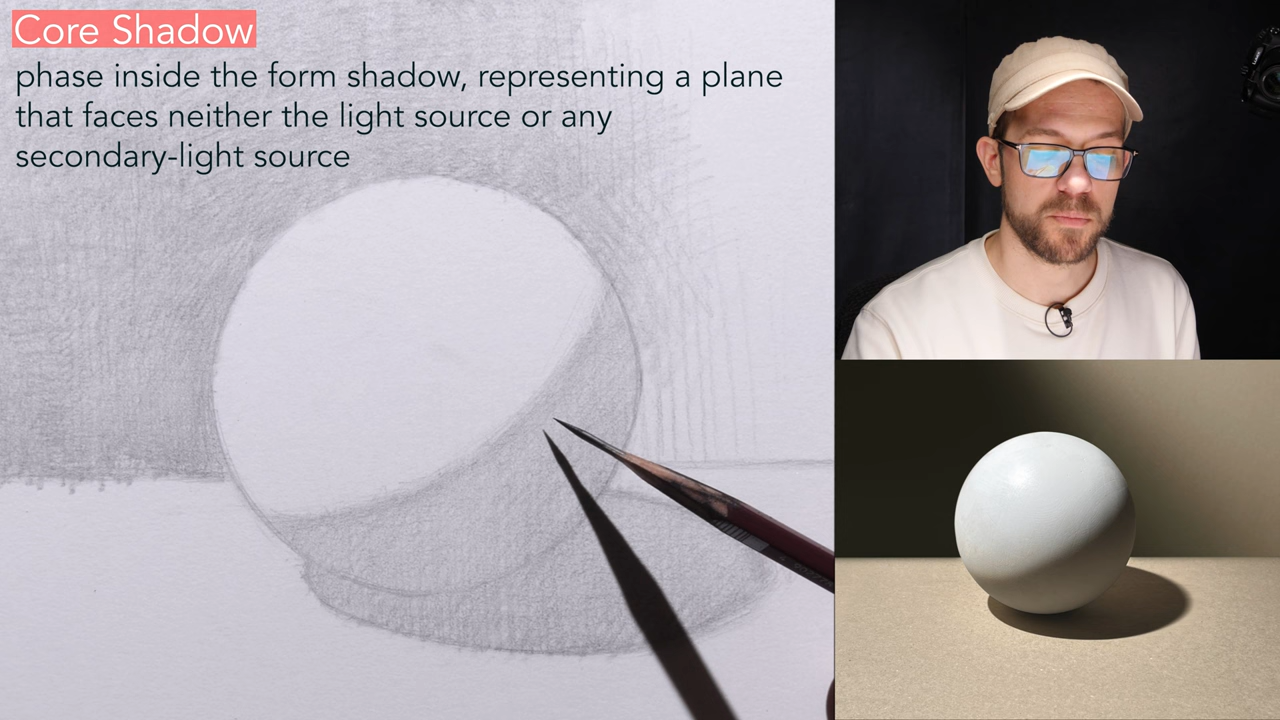 Core Shadow
phase inside the form shadow, representing a plane
that faces neither the light source or any
secondary-light source